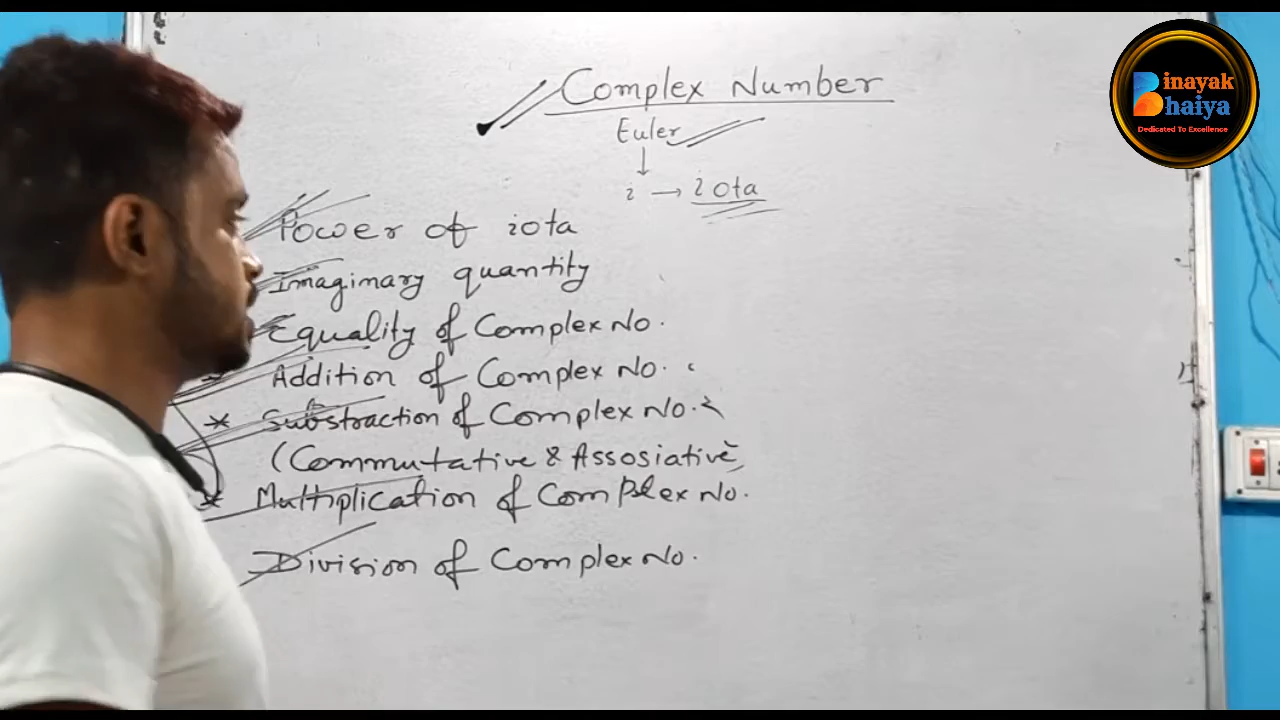 Complex Number
Euler
↓
i → iota
Power of iota
Imaginary quantity
Equality of Complex No.
Addition of Complex No.
* Substraction of Complex No.
(Commutative & Assosiative
* Multiplication of Complex No.
Division of Complex No.
Binayak
Bhaiya
Dedicated To Excellence